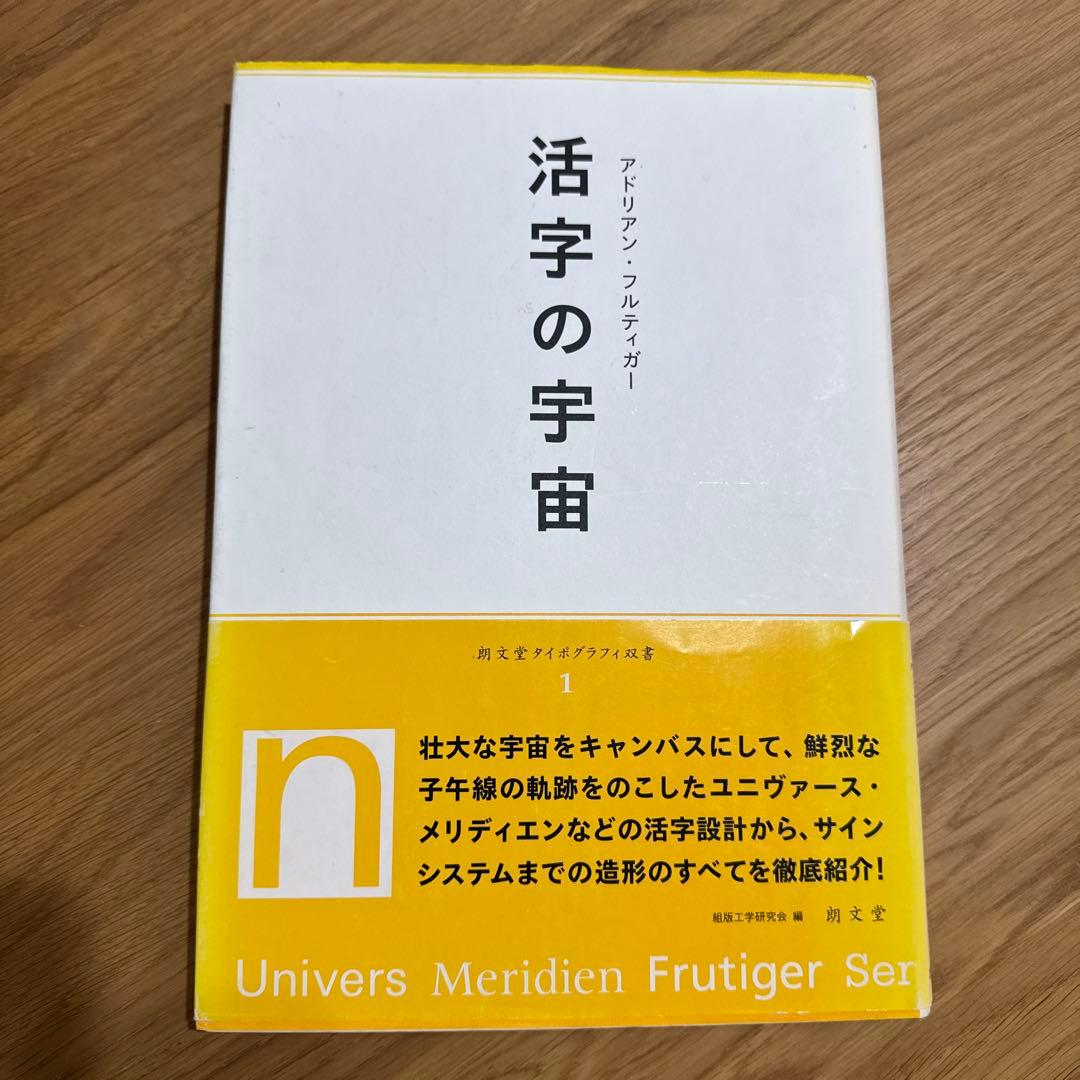 アドリアン・フルティガー
活字の宇宙
朗文堂タイポグラフィ双書
1
n
壮大な宇宙をキャンバスにして、鮮烈な
子午線の軌跡をのこしたユニヴァース・
メリディエンなどの活字設計から、サイン
システムまでの造形のすべてを徹底紹介!
組版工学研究会 編 朗文堂
Univers Meridien Frutiger Ser